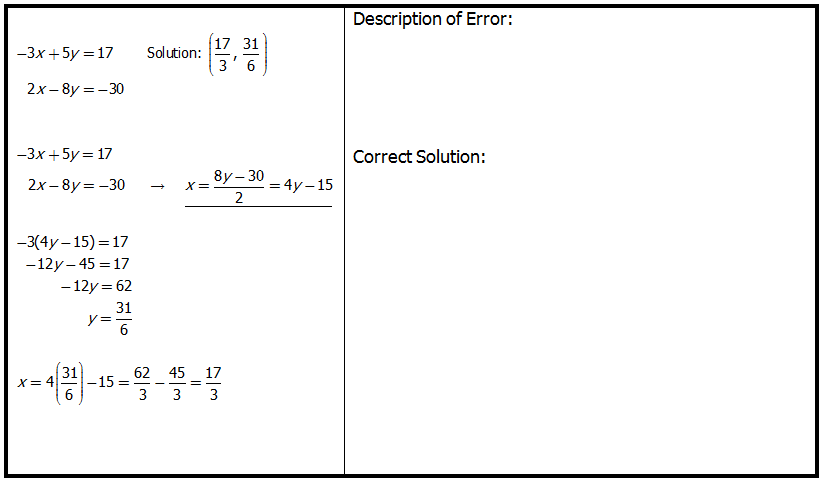 −3x + 5y = 17 Solution: (17/3, 31/6)
2x − 8y = −30
−3x + 5y = 17
2x − 8y = −30 → x = (8y − 30)/2 = 4y − 15
−3(4y − 15) = 17
−12y − 45 = 17
−12y = 62
y = 31/6
x = 4(31/6) − 15 = 62/3 − 45/3 = 17/3
Description of Error:
Correct Solution: